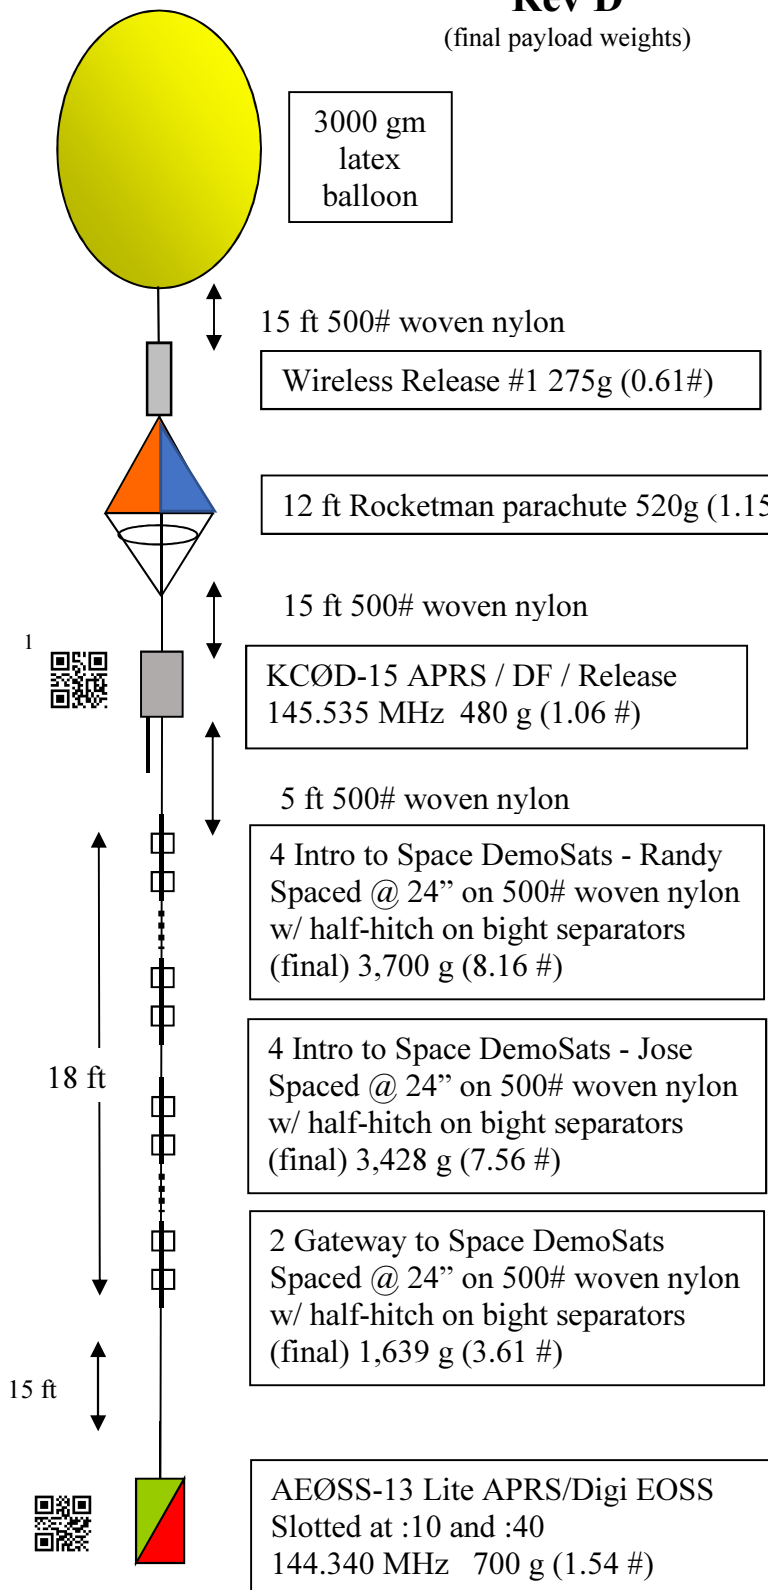 Rev D
(final payload weights)
3000 gm
latex
balloon
15 ft 500# woven nylon
Wireless Release #1 275g (0.61#)
12 ft Rocketman parachute 520g (1.15
15 ft 500# woven nylon
1
KCØD-15 APRS / DF / Release
145.535 MHz  480 g (1.06 #)
5 ft 500# woven nylon
4 Intro to Space DemoSats - Randy
Spaced @ 24” on 500# woven nylon
w/ half-hitch on bight separators
(final) 3,700 g (8.16 #)
18 ft
4 Intro to Space DemoSats - Jose
Spaced @ 24” on 500# woven nylon
w/ half-hitch on bight separators
(final) 3,428 g (7.56 #)
2 Gateway to Space DemoSats
Spaced @ 24” on 500# woven nylon
w/ half-hitch on bight separators
(final) 1,639 g (3.61 #)
15 ft
AEØSS-13 Lite APRS/Digi EOSS
Slotted at :10 and :40
144.340 MHz   700 g (1.54 #)